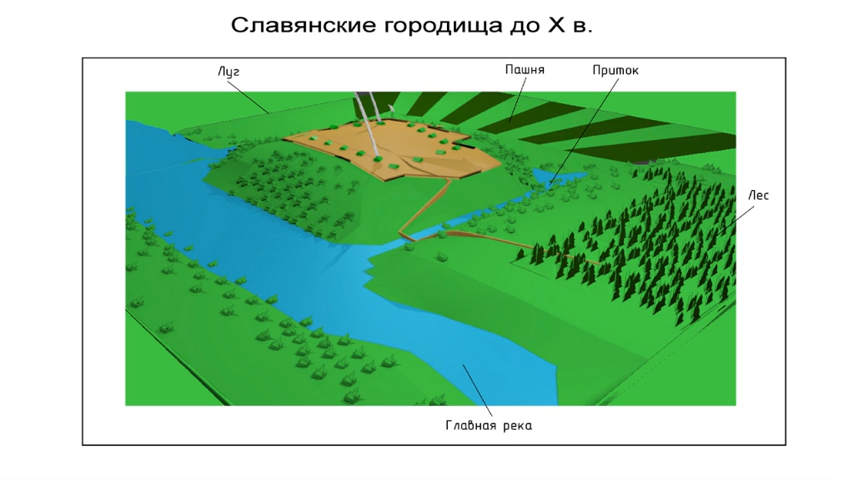 Славянские городища до X в.
Луг
Пашня
Приток
Лес
Главная река